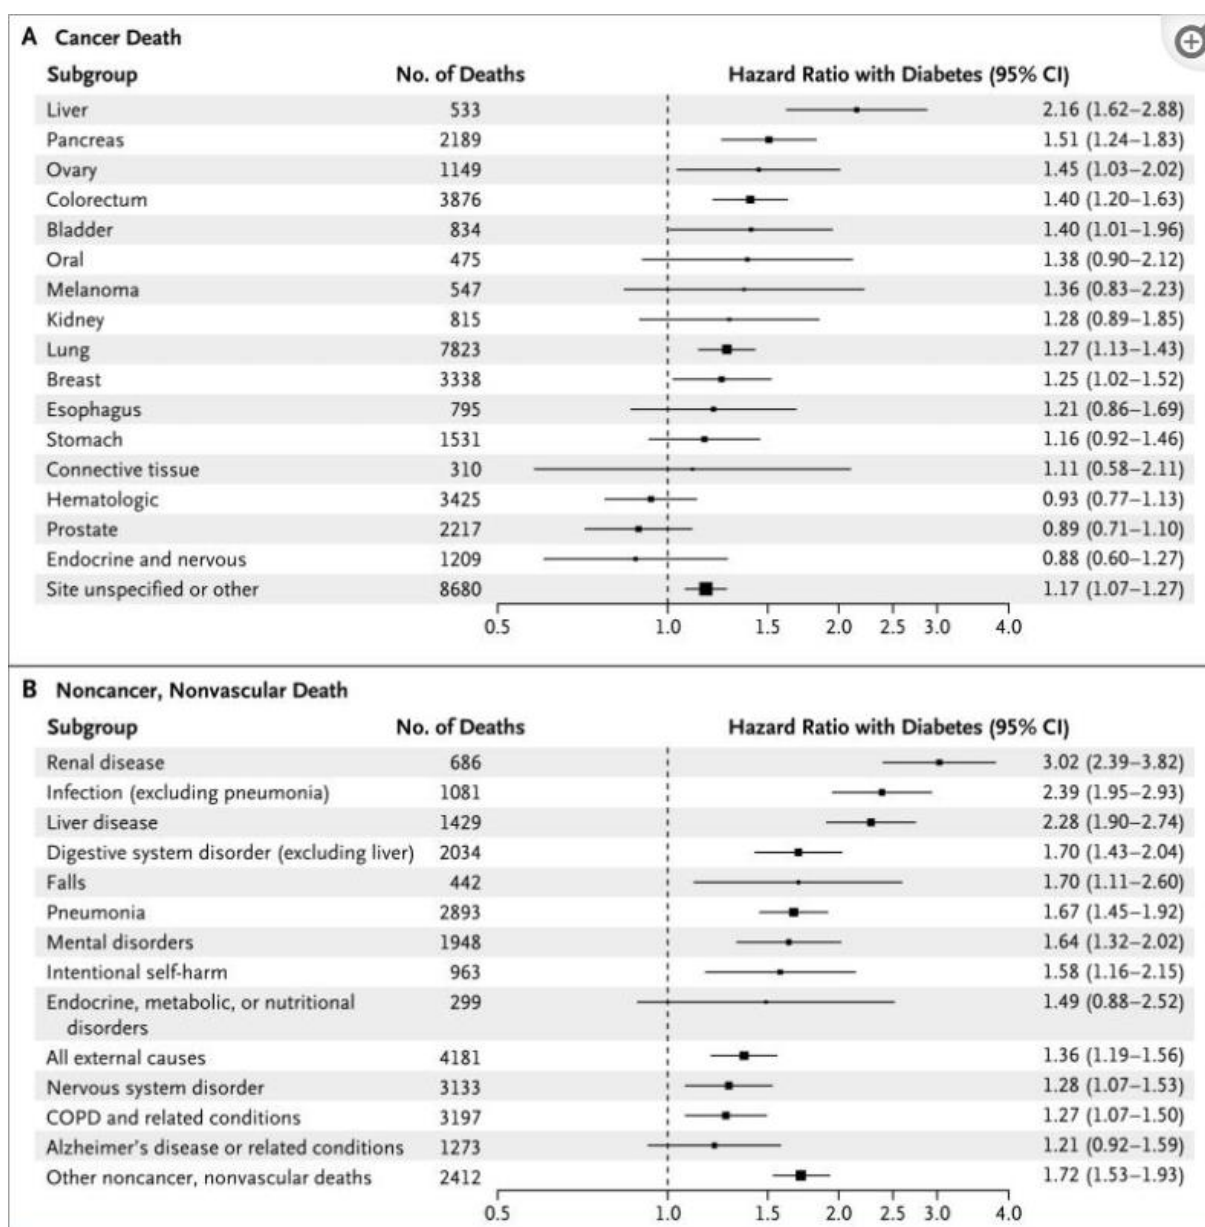 A Cancer Death
Subgroup No. of Deaths Hazard Ratio with Diabetes (95% CI)
Liver 533 2.16 (1.62–2.88)
Pancreas 2189 1.51 (1.24–1.83)
Ovary 1149 1.45 (1.03–2.02)
Colorectum 3876 1.40 (1.20–1.63)
Bladder 834 1.40 (1.01–1.96)
Oral 475 1.38 (0.90–2.12)
Melanoma 547 1.36 (0.83–2.23)
Kidney 815 1.28 (0.89–1.85)
Lung 7823 1.27 (1.13–1.43)
Breast 3338 1.25 (1.02–1.52)
Esophagus 795 1.21 (0.86–1.69)
Stomach 1531 1.16 (0.92–1.46)
Connective tissue 310 1.11 (0.58–2.11)
Hematologic 3425 0.93 (0.77–1.13)
Prostate 2217 0.89 (0.71–1.10)
Endocrine and nervous 1209 0.88 (0.60–1.27)
Site unspecified or other 8680 1.17 (1.07–1.27)
0.5 1.0 1.5 2.0 2.5 3.0 4.0
B Noncancer, Nonvascular Death
Subgroup No. of Deaths Hazard Ratio with Diabetes (95% CI)
Renal disease 686 3.02 (2.39–3.82)
Infection (excluding pneumonia) 1081 2.39 (1.95–2.93)
Liver disease 1429 2.28 (1.90–2.74)
Digestive system disorder (excluding liver) 2034 1.70 (1.43–2.04)
Falls 442 1.70 (1.11–2.60)
Pneumonia 2893 1.67 (1.45–1.92)
Mental disorders 1948 1.64 (1.32–2.02)
Intentional self-harm 963 1.58 (1.16–2.15)
Endocrine, metabolic, or nutritional 299 1.49 (0.88–2.52)
disorders
All external causes 4181 1.36 (1.19–1.56)
Nervous system disorder 3133 1.28 (1.07–1.53)
COPD and related conditions 3197 1.27 (1.07–1.50)
Alzheimer's disease or related conditions 1273 1.21 (0.92–1.59)
Other noncancer, nonvascular deaths 2412 1.72 (1.53–1.93)
0.5 1.0 1.5 2.0 2.5 3.0 4.0